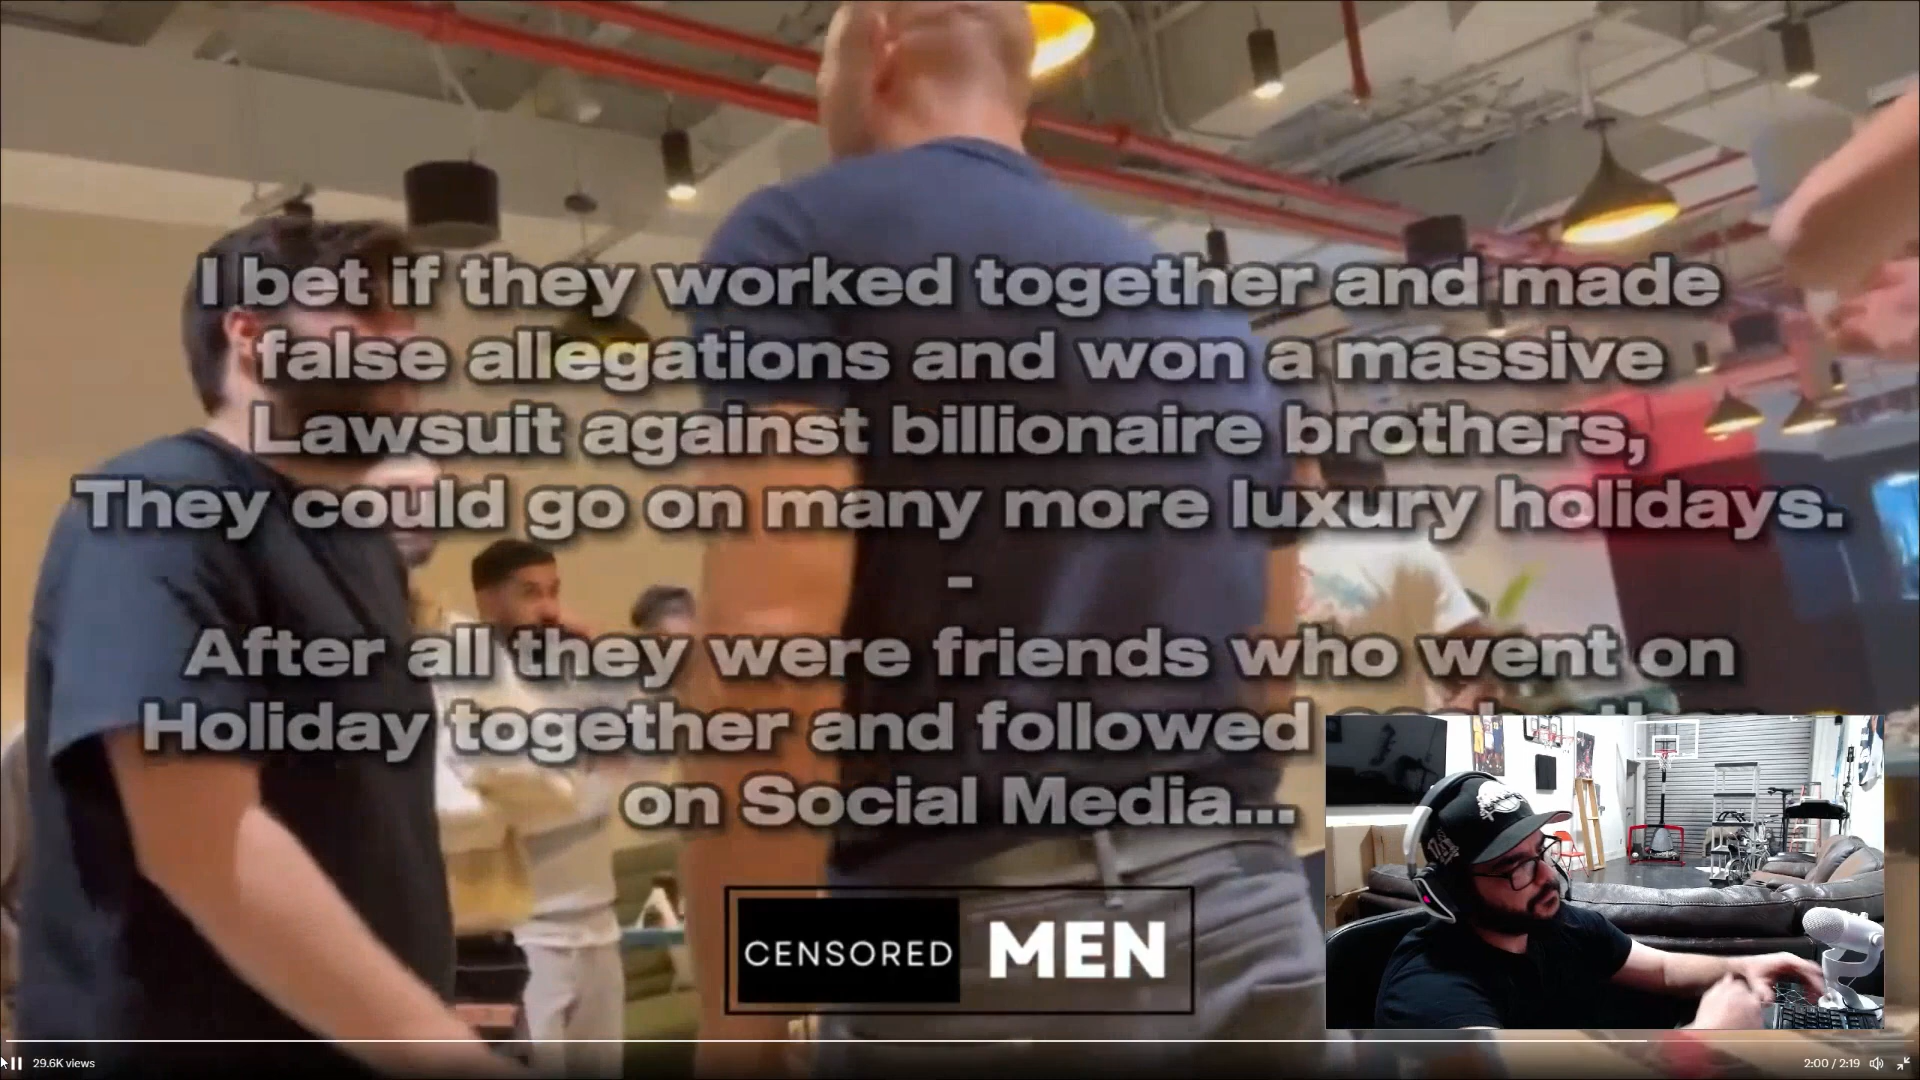 I bet if they worked together and made
false allegations and won a massive
Lawsuit against billionaire brothers,
They could go on many more luxury holidays.
-
After all they were friends who went on
Holiday together and followed
on Social Media...
CENSORED MEN
29.6K views
2:00 / 2:19